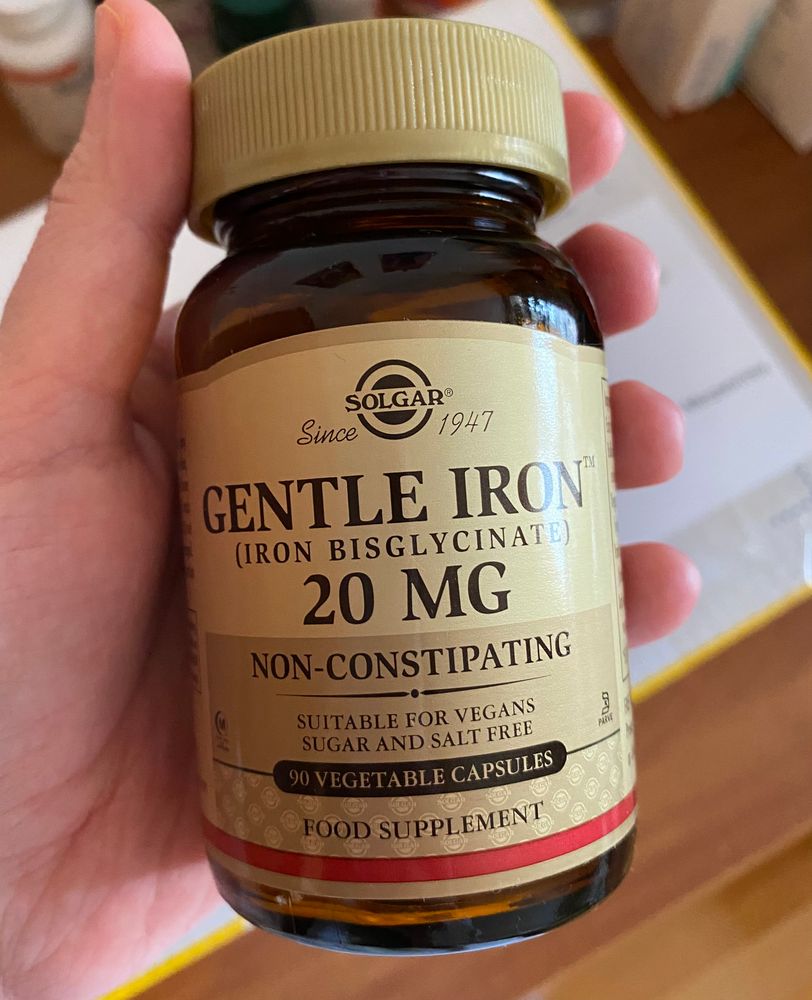 SOLGAR®
Since 1947
GENTLE IRON™
(IRON BISGLYCINATE)
20 MG
NON-CONSTIPATING
SUITABLE FOR VEGANS
SUGAR AND SALT FREE
PARVE
90 VEGETABLE CAPSULES
FOOD SUPPLEMENT